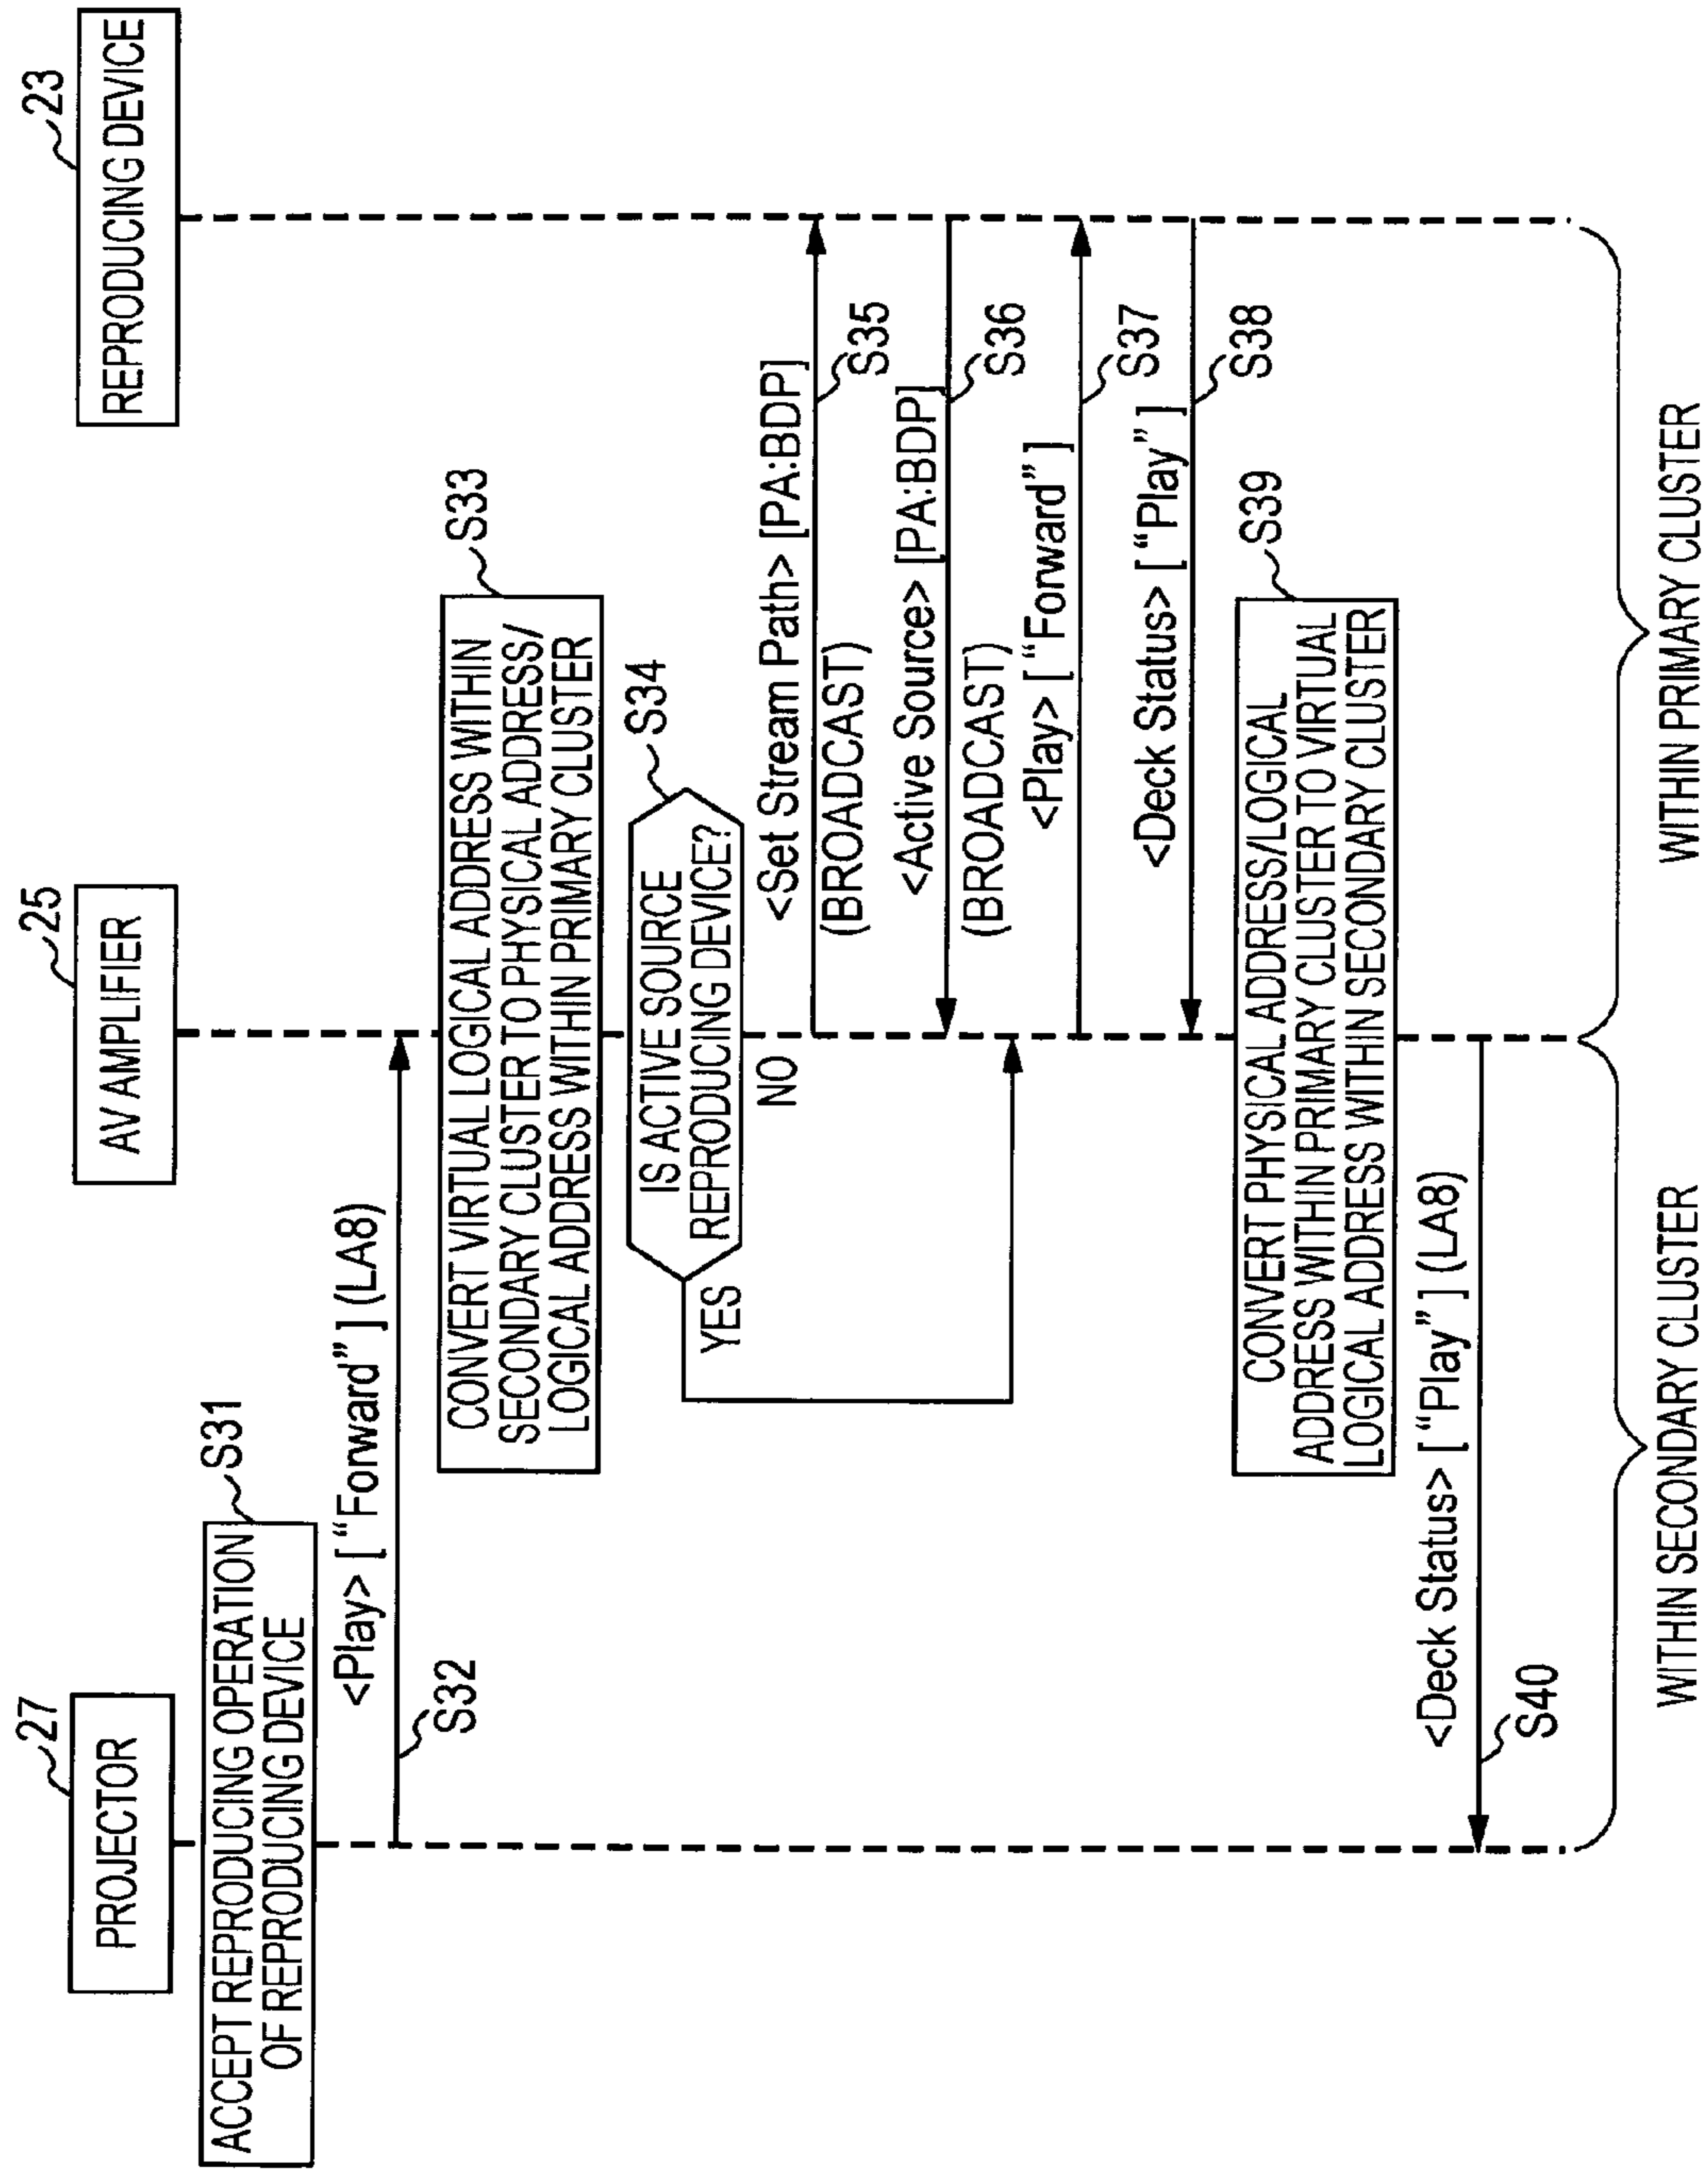 27
PROJECTOR
25
AV AMPLIFIER
23
REPRODUCING DEVICE
S31
ACCEPT REPRODUCING OPERATION
OF REPRODUCING DEVICE
<Play> [ “Forward” ] (LA8)
S32
S33
CONVERT VIRTUAL LOGICAL ADDRESS WITHIN
SECONDARY CLUSTER TO PHYSICAL ADDRESS/
LOGICAL ADDRESS WITHIN PRIMARY CLUSTER
S34
IS ACTIVE SOURCE
REPRODUCING DEVICE?
YES
NO
<Set Stream Path> [PA:BDP]
(BROADCAST)
S35
<Active Source> [PA:BDP]
(BROADCAST)
S36
<Play> [ “Forward” ]
S37
<Deck Status> [ “Play” ]
S38
S39
CONVERT PHYSICAL ADDRESS/LOGICAL
ADDRESS WITHIN PRIMARY CLUSTER TO VIRTUAL
LOGICAL ADDRESS WITHIN SECONDARY CLUSTER
<Deck Status> [ “Play” ] (LA8)
S40
WITHIN SECONDARY CLUSTER
WITHIN PRIMARY CLUSTER